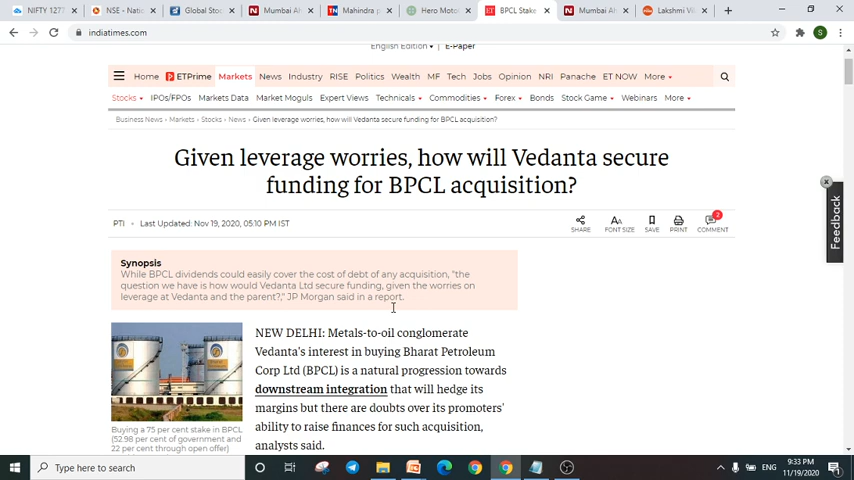 NIFTY 1277
NSE - Nation
Global Stoc
Mumbai Ah
Mahindra p
Hero Moto
BPCL Stake
Mumbai Ah
Lakshmi Vi
indiatimes.com
English Edition
E-Paper
Home ETPrime Markets News Industry RISE Politics Wealth MF Tech Jobs Opinion NRI Panache ET NOW More
Stocks IPOs/FPOs Markets Data Market Moguls Expert Views Technicals Commodities Forex Bonds Stock Game Webinars More
Business News › Markets › Stocks › News › Given leverage worries, how will Vedanta secure funding for BPCL acquisition?
Given leverage worries, how will Vedanta secure
funding for BPCL acquisition?
PTI • Last Updated: Nov 19, 2020, 05:10 PM IST
SHARE FONT SIZE SAVE PRINT COMMENT
2
Feedback
Synopsis
While BPCL dividends could easily cover the cost of debt of any acquisition, "the
question we have is how would Vedanta Ltd secure funding, given the worries on
leverage at Vedanta and the parent?," JP Morgan said in a report.
NEW DELHI: Metals-to-oil conglomerate
Vedanta's interest in buying Bharat Petroleum
Corp Ltd (BPCL) is a natural progression towards
downstream integration that will hedge its
margins but there are doubts over its promoters'
ability to raise finances for such acquisition,
analysts said.
Buying a 75 per cent stake in BPCL
(52.98 per cent of government and
22 per cent through open offer)
Type here to search
ENG
9:33 PM
11/19/2020